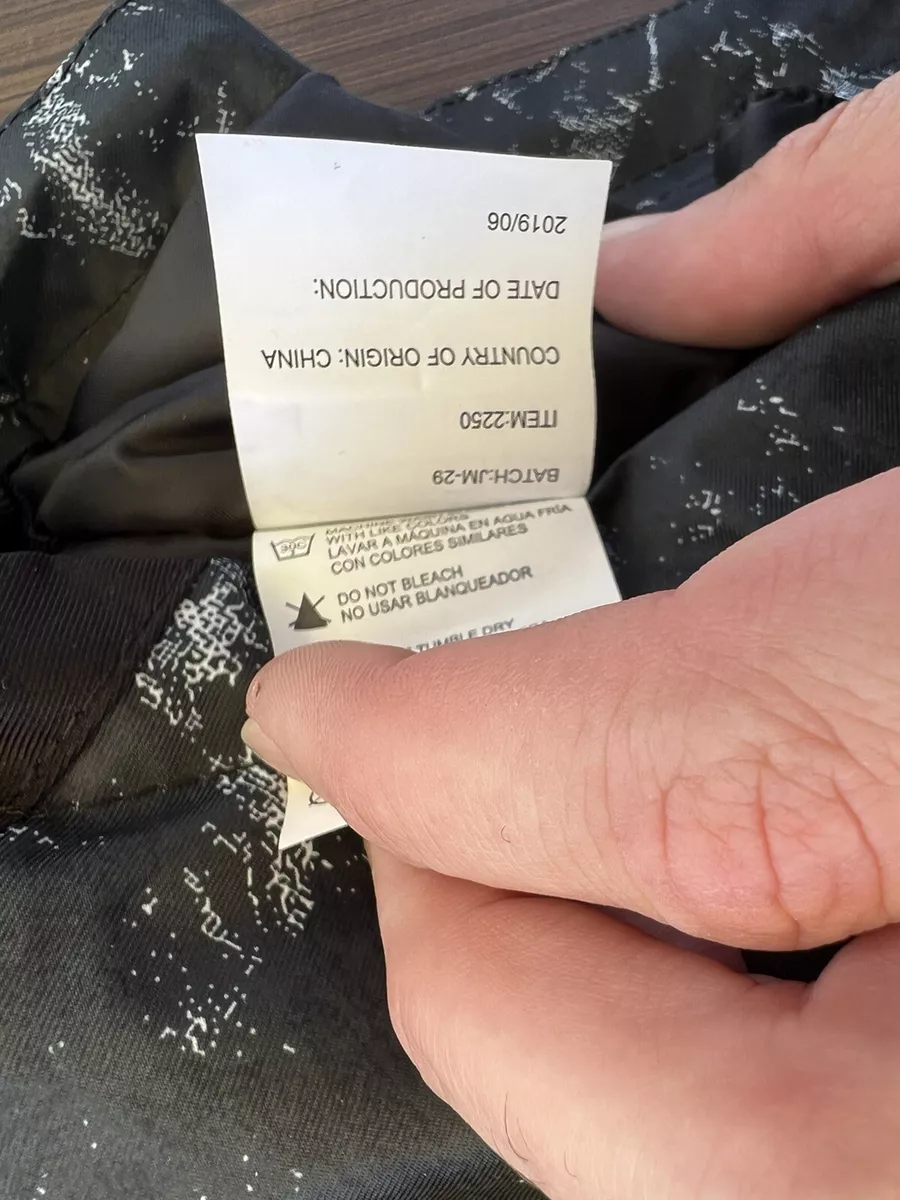 BATCH:JM-29
ITEM:2250
COUNTRY OF ORIGIN: CHINA
DATE OF PRODUCTION:
2019/06
WITH LIKE COLORS
LAVAR A MÁQUINA EN AGUA FRÍA
CON COLORES SIMILARES
DO NOT BLEACH
NO USAR BLANQUEADOR
TUMBLE DRY